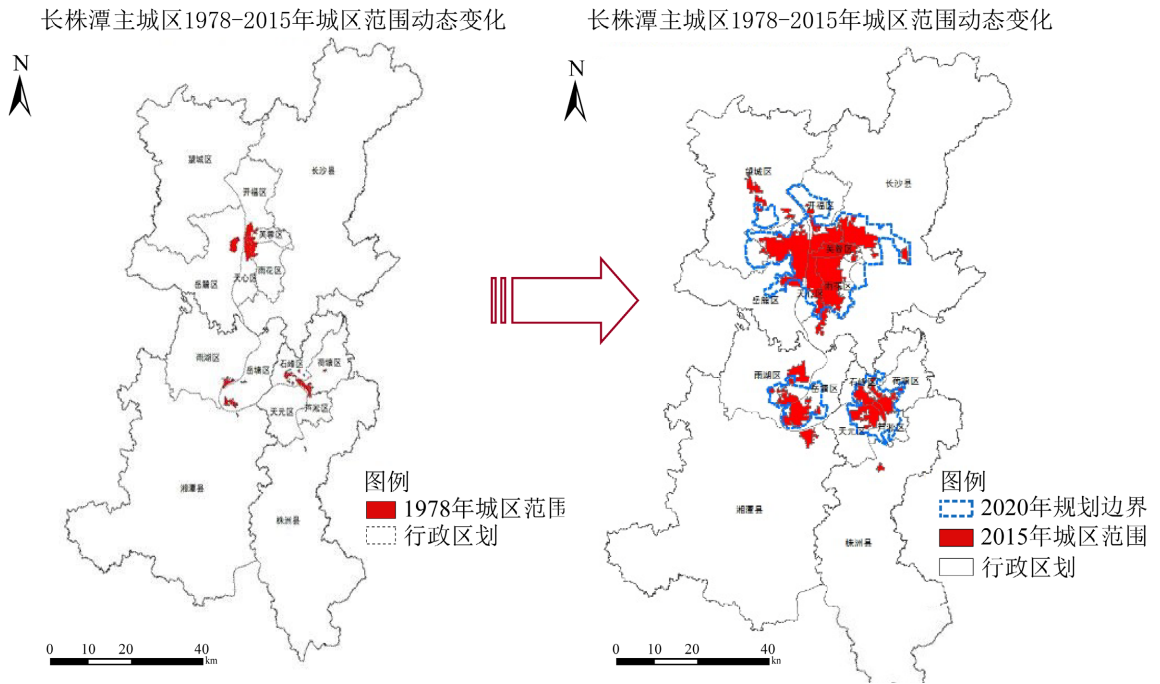 长株潭主城区1978-2015年城区范围动态变化
N
望城区
长沙县
开福区
芙蓉区
雨花区
天心区
岳麓区
雨湖区
岳塘区
石峰区
荷塘区
天元区
芦淞区
湘潭县
株洲县
图例
1978年城区范围
行政区划
0 10 20 40
km
长株潭主城区1978-2015年城区范围动态变化
N
望城区
长沙县
开福区
芙蓉区
雨花区
天心区
岳麓区
雨湖区
岳塘区
石峰区
荷塘区
天元区
芦淞区
湘潭县
株洲县
图例
2020年规划边界
2015年城区范围
行政区划
0 10 20 40
kn